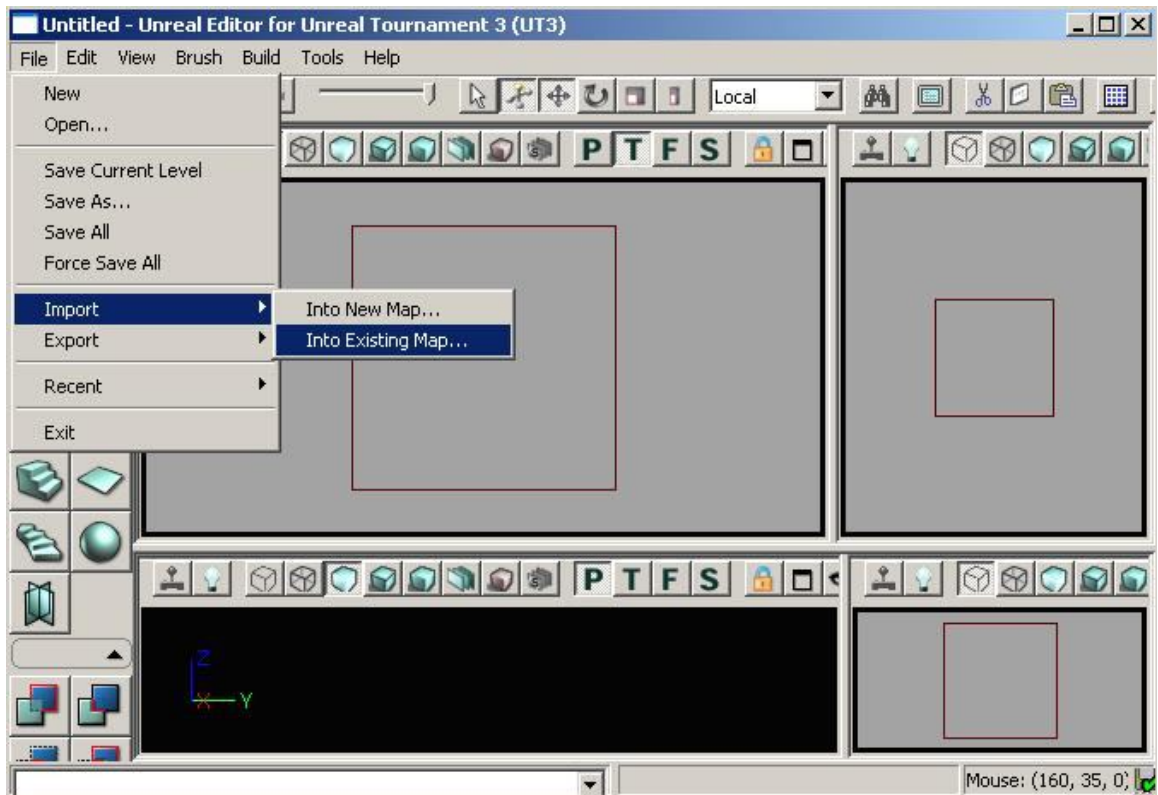 Untitled - Unreal Editor for Unreal Tournament 3 (UT3)
File Edit View Brush Build Tools Help
New
Open...
Save Current Level
Save As...
Save All
Force Save All
Import
Export
Recent
Exit
Into New Map...
Into Existing Map...
Local
P T F S
P T F S
Z
X Y
Mouse: (160, 35, 0)